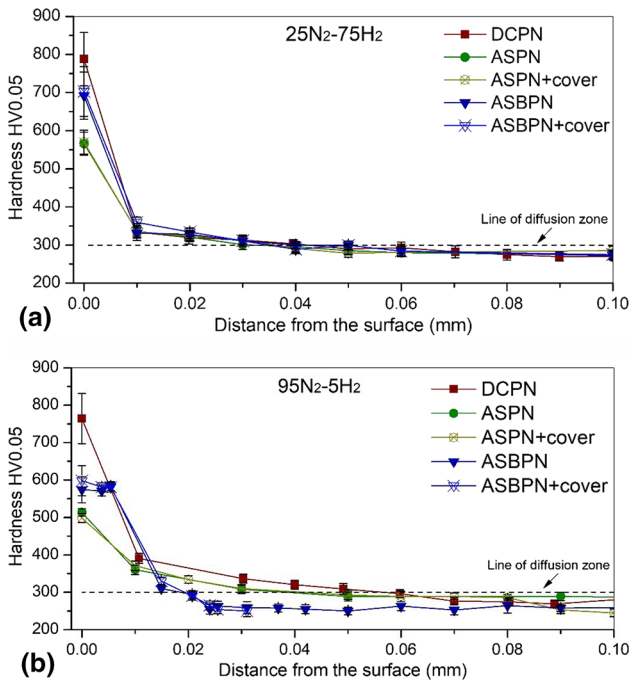 25N2-75H2
DCPN
ASPN
ASPN+cover
ASBPN
ASBPN+cover
Line of diffusion zone
Hardness HV0.05
900
800
700
600
500
400
300
200
0.00 0.02 0.04 0.06 0.08 0.10
Distance from the surface (mm)
(a)
95N2-5H2
DCPN
ASPN
ASPN+cover
ASBPN
ASBPN+cover
Line of diffusion zone
Hardness HV0.05
900
800
700
600
500
400
300
200
0.00 0.02 0.04 0.06 0.08 0.10
Distance from the surface (mm)
(b)